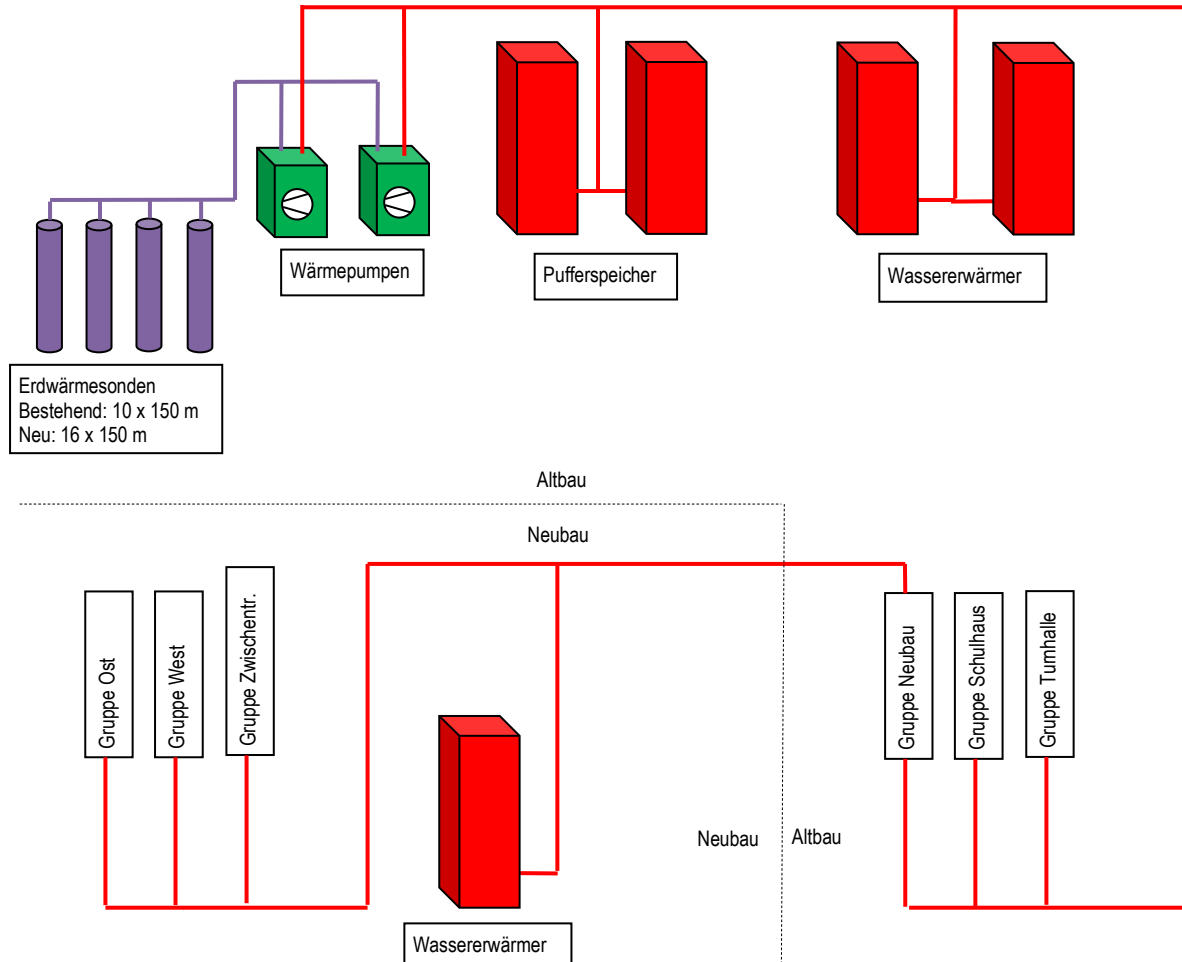 Wärmepumpen
Pufferspeicher
Wassererwärmer
Erdwärmesonden
Bestehend: 10 x 150 m
Neu: 16 x 150 m
Altbau
Neubau
Gruppe Ost
Gruppe West
Gruppe Zwischentr.
Gruppe Neubau
Gruppe Schulhaus
Gruppe Turnhalle
Neubau
Altbau
Wassererwärmer